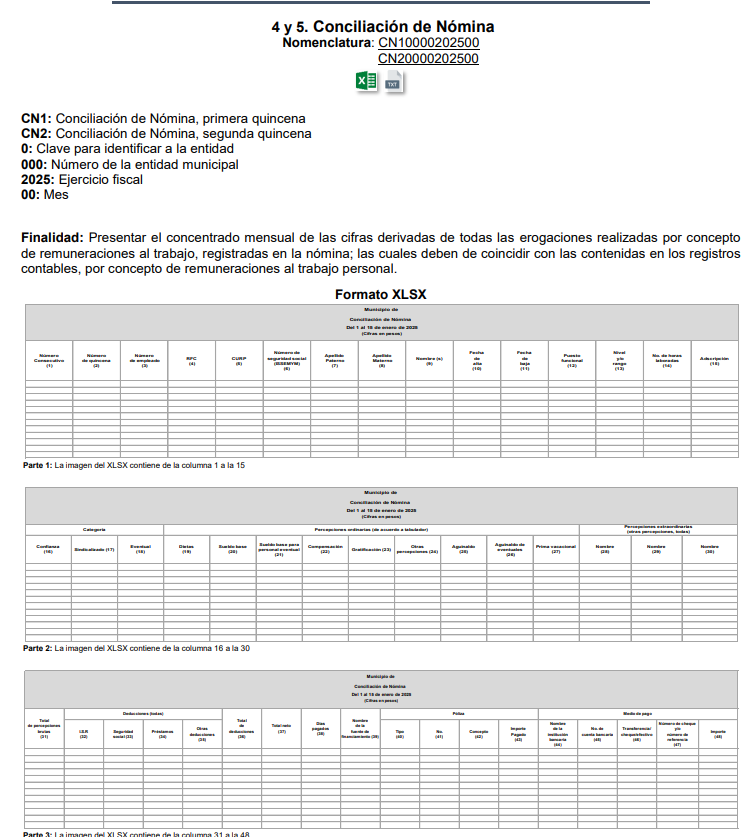 4 y 5. Conciliación de Nómina
Nomenclatura: CN10000202500
CN20000202500
X
TXT
CN1: Conciliación de Nómina, primera quincena
CN2: Conciliación de Nómina, segunda quincena
0: Clave para identificar a la entidad
000: Número de la entidad municipal
2025: Ejercicio fiscal
00: Mes
Finalidad: Presentar el concentrado mensual de las cifras derivadas de todas las erogaciones realizadas por concepto
de remuneraciones al trabajo, registradas en la nómina; las cuales deben de coincidir con las contenidas en los registros
contables, por concepto de remuneraciones al trabajo personal.
Formato XLSX
Municipio de
Conciliación de Nómina
Del 1 al 15 de enero de 2025
(Cifras en pesos)
Número Consecutivo (1) Número de quincena (2) Número de empleado (3) RFC (4) CURP (5) Número de seguridad social (ISSEMYM) (6) Apellido Paterno (7) Apellido Materno (8) Nombre (s) (9) Fecha de alta (10) Fecha de baja (11) Puesto funcional (12) Nivel y/o rango (13) No. de horas laboradas (14) Adscripción (15)
Parte 1: La imagen del XLSX contiene de la columna 1 a la 15
Municipio de
Conciliación de Nómina
Del 1 al 15 de enero de 2025
(Cifras en pesos)
Categoría Percepciones ordinarias (de acuerdo a tabulador) Percepciones extraordinarias (otras percepciones, todas)
Confianza (16) Sindicalizado (17) Eventual (18) Dietas (19) Sueldo base (20) Sueldo base para personal eventual (21) Compensación (22) Gratificación (23) Otras percepciones (24) Aguinaldo (25) Aguinaldo de eventuales (26) Prima vacacional (27) Nombre (28) Nombre (29) Nombre (30)
Parte 2: La imagen del XLSX contiene de la columna 16 a la 30
Municipio de
Conciliación de Nómina
Del 1 al 15 de enero de 2025
(Cifras en pesos)
Deducciones (todas) Póliza Medio de pago
Total de percepciones brutas (31) I.S.R (32) Seguridad social (33) Préstamos (34) Otras deducciones (35) Total de deducciones (36) Total neto (37) Días pagados (38) Nombre de la fuente de financiamiento (39) Tipo (40) No. (41) Concepto (42) Importe Pagado (43) Nombre de la institución bancaria (44) No. de cuenta bancaria (45) Transferencia/ cheque/efectivo (46) Número de cheque y/o número de referencia (47) Importe (48)
Parte 3: La imagen del XLSX contiene de la columna 31 a la 48